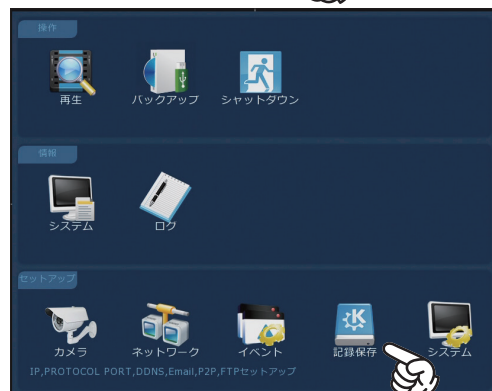 操作
再生
バックアップ
シャットダウン
情報
システム
ログ
セットアップ
カメラ
ネットワーク
イベント
記録保存
システム
IP,PROTOCOL PORT,DDNS,Email,P2P,FTPセットアップ